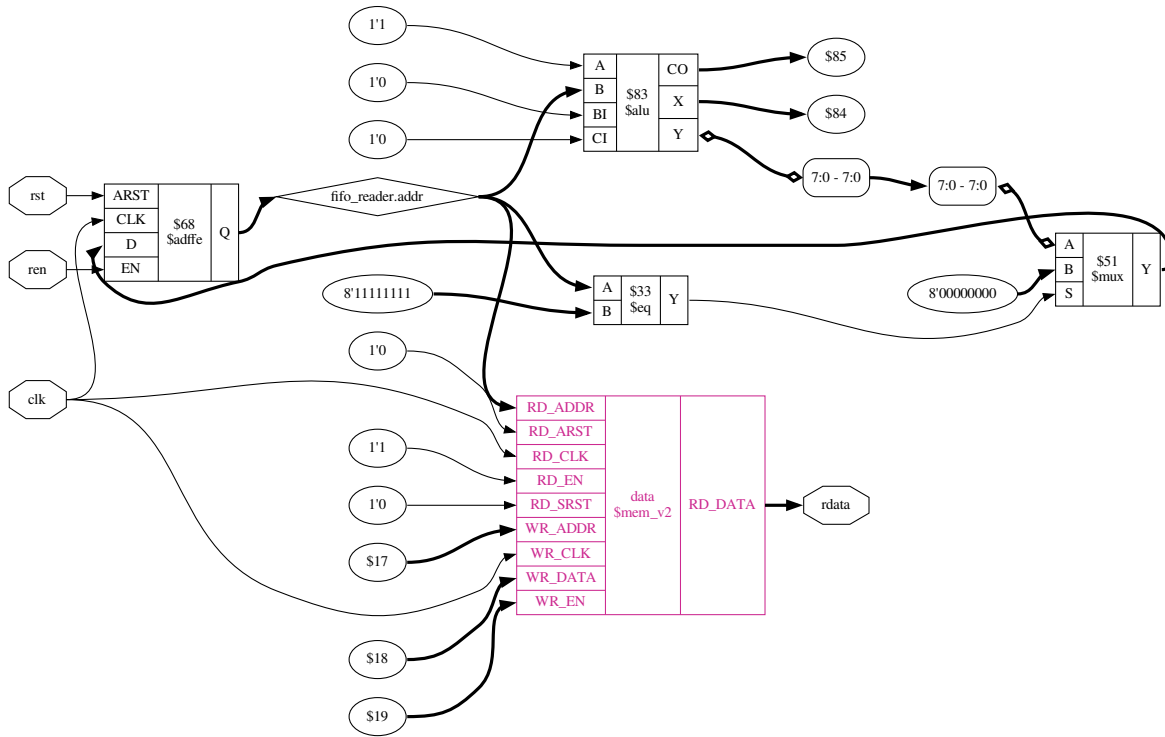 1'1
1'0
1'0
A
B
BI
CI
$83
$alu
CO
X
Y
$85
$84
7:0 - 7:0
7:0 - 7:0
rst
ren
clk
ARST
CLK
D
EN
$68
$adffe
Q
fifo_reader.addr
8'11111111
A
B
$33
$eq
Y
8'00000000
A
B
S
$51
$mux
Y
1'0
1'1
1'0
$17
$18
$19
RD_ADDR
RD_ARST
RD_CLK
RD_EN
RD_SRST
WR_ADDR
WR_CLK
WR_DATA
WR_EN
data
$mem_v2
RD_DATA
rdata